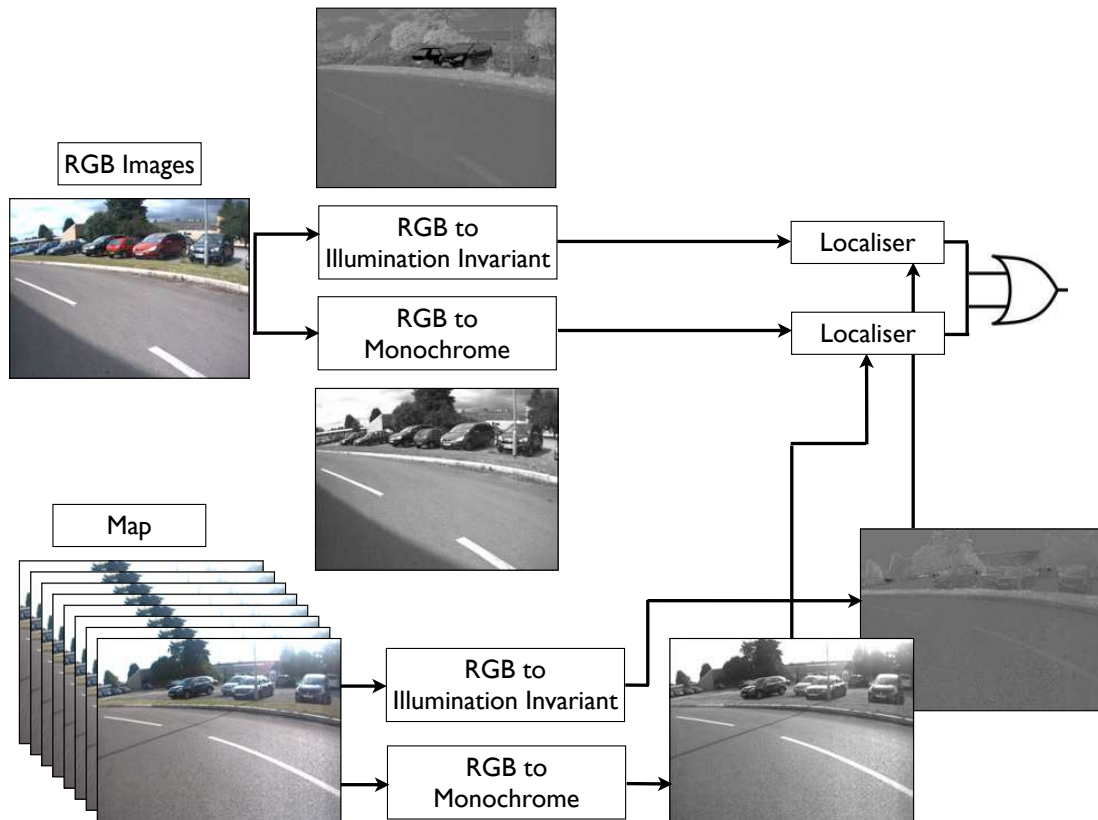 RGB Images
RGB to
Illumination Invariant
Localiser
RGB to
Monochrome
Localiser
Map
RGB to
Illumination Invariant
RGB to
Monochrome